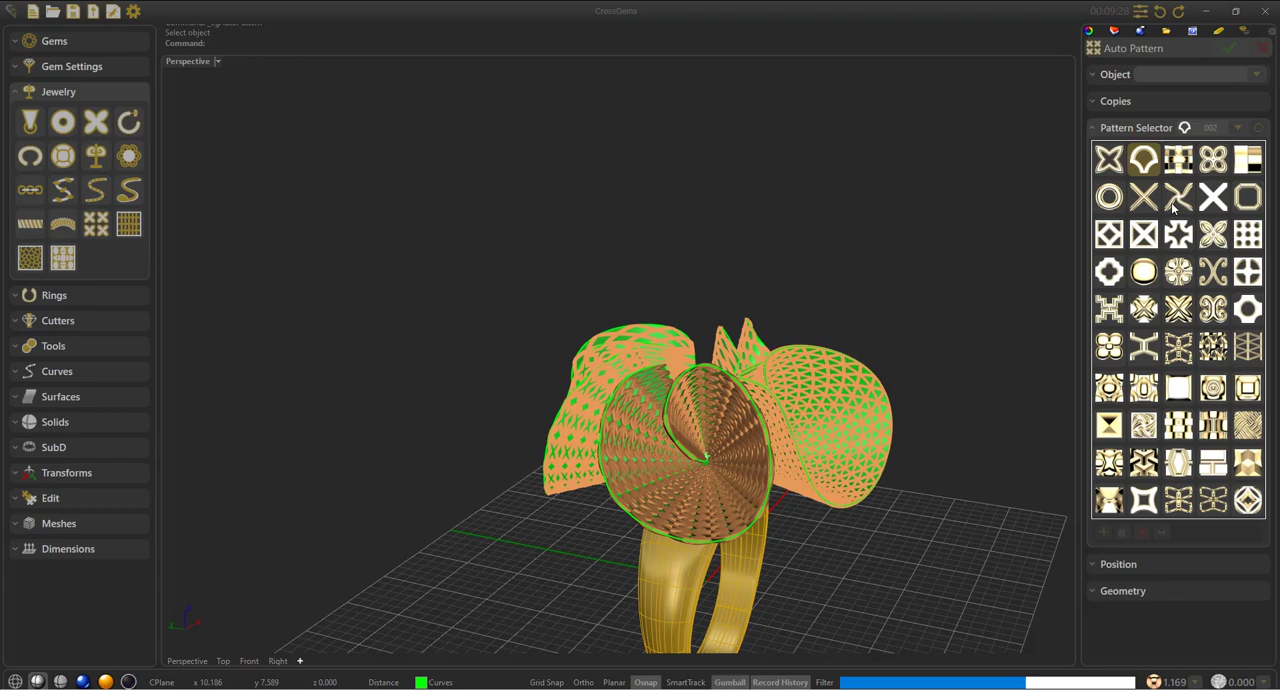 CrossGems
00:09:28
Select object
Command:
Perspective
Gems
Gem Settings
Jewelry
Rings
Cutters
Tools
Curves
Surfaces
Solids
SubD
Transforms
Edit
Meshes
Dimensions
Auto Pattern
Object
Copies
Pattern Selector 002
Position
Geometry
z
y x
Perspective Top Front Right
CPlane x 10.186 y 7.589 z 0.000 Distance Curves Grid Snap Ortho Planar Osnap SmartTrack Gumball Record History Filter 1.169 0.000